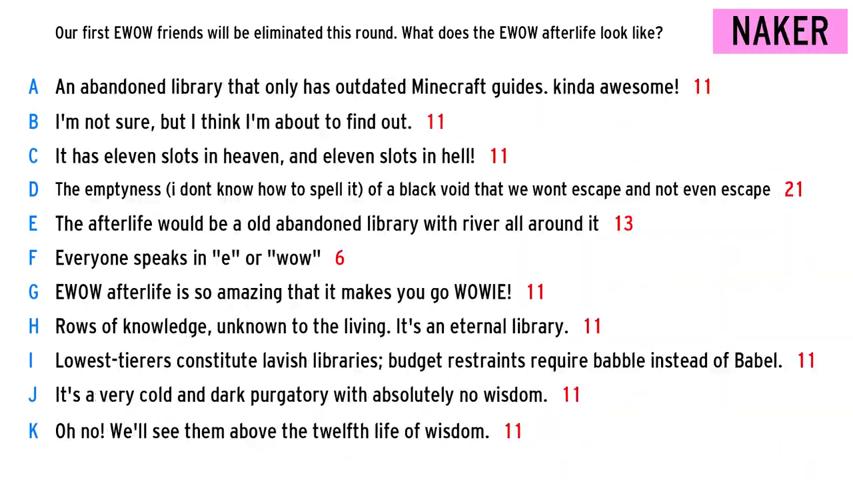 Our first EWOW friends will be eliminated this round. What does the EWOW afterlife look like?
NAKER
A An abandoned library that only has outdated Minecraft guides. kinda awesome! 11
B I'm not sure, but I think I'm about to find out. 11
C It has eleven slots in heaven, and eleven slots in hell! 11
D The emptyness (i dont know how to spell it) of a black void that we wont escape and not even escape 21
E The afterlife would be a old abandoned library with river all around it 13
F Everyone speaks in "e" or "wow" 6
G EWOW afterlife is so amazing that it makes you go WOWIE! 11
H Rows of knowledge, unknown to the living. It's an eternal library. 11
I Lowest-tierers constitute lavish libraries; budget restraints require babble instead of Babel. 11
J It's a very cold and dark purgatory with absolutely no wisdom. 11
K Oh no! We'll see them above the twelfth life of wisdom. 11